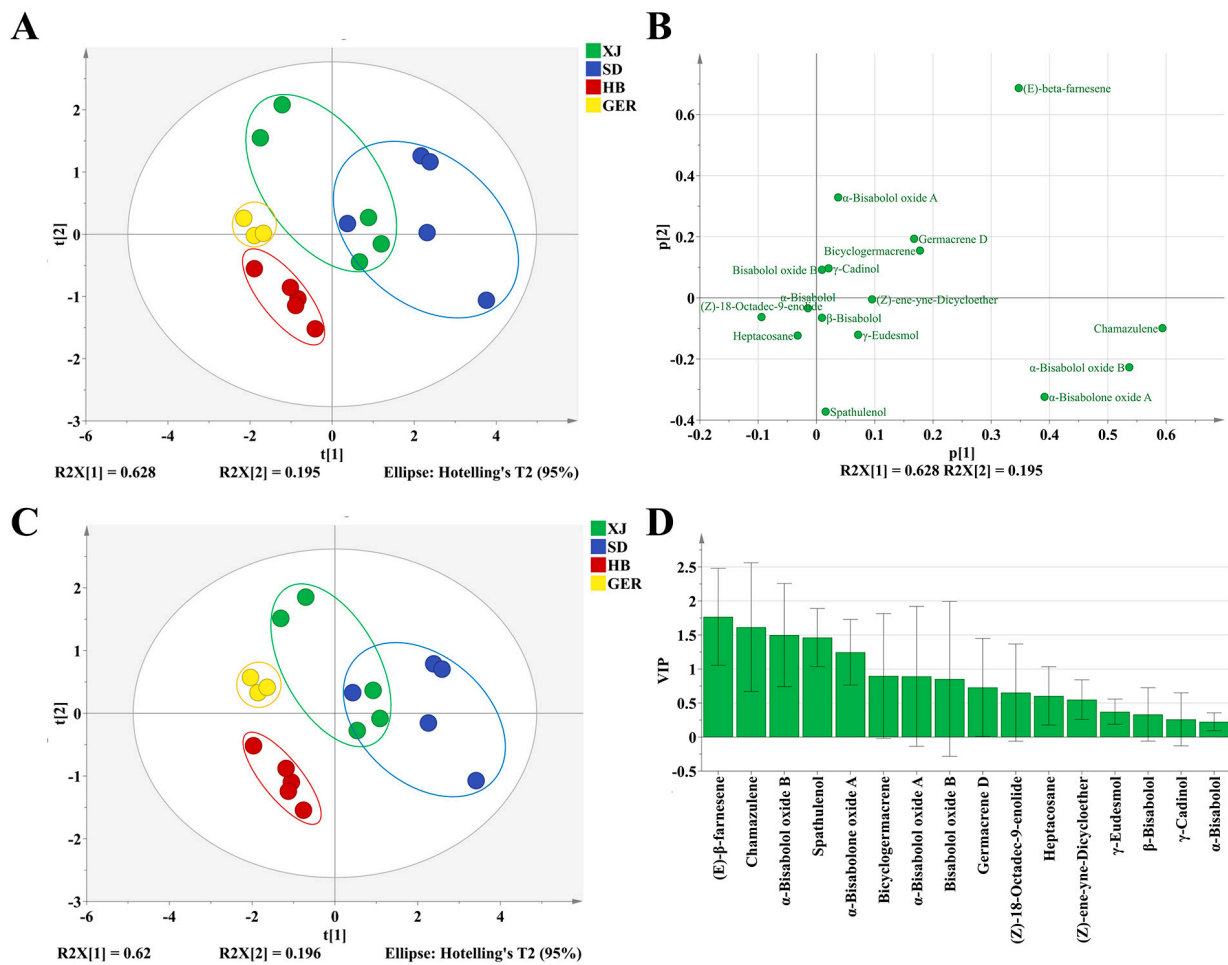 A
XJ
SD
HB
GER
t[2]
2
1
0
-1
-2
-3
-6
-4
-2
0
2
4
t[1]
R2X[1] = 0.628
R2X[2] = 0.195
Ellipse: Hotelling's T2 (95%)
B
p[2]
0.6
0.4
0.2
0
-0.2
-0.4
(E)-beta-farnesene
α-Bisabolol oxide A
Germacrene D
Bicyclogermacrene
Bisabolol oxide B
γ-Cadinol
α-Bisabolol
(Z)-ene-yne-Dicycloether
(Z)-18-Octadec-9-enolide
β-Bisabolol
Heptacosane
γ-Eudesmol
Chamazulene
α-Bisabolol oxide B
α-Bisabolone oxide A
Spathulenol
-0.2
-0.1
0
0.1
0.2
0.3
0.4
0.5
0.6
p[1]
R2X[1] = 0.628 R2X[2] = 0.195
C
XJ
SD
HB
GER
t[2]
2
1
0
-1
-2
-3
-6
-4
-2
0
2
4
t[1]
R2X[1] = 0.62
R2X[2] = 0.196
Ellipse: Hotelling's T2 (95%)
D
VIP
2.5
2
1.5
1
0.5
0
-0.5
(E)-β-farnesene
Chamazulene
α-Bisabolol oxide B
Spathulenol
α-Bisabolone oxide A
Bicyclogermacrene
α-Bisabolol oxide A
Bisabolol oxide B
Germacrene D
(Z)-18-Octadec-9-enolide
Heptacosane
(Z)-ene-yne-Dicycloether
γ-Eudesmol
β-Bisabolol
γ-Cadinol
α-Bisabolol